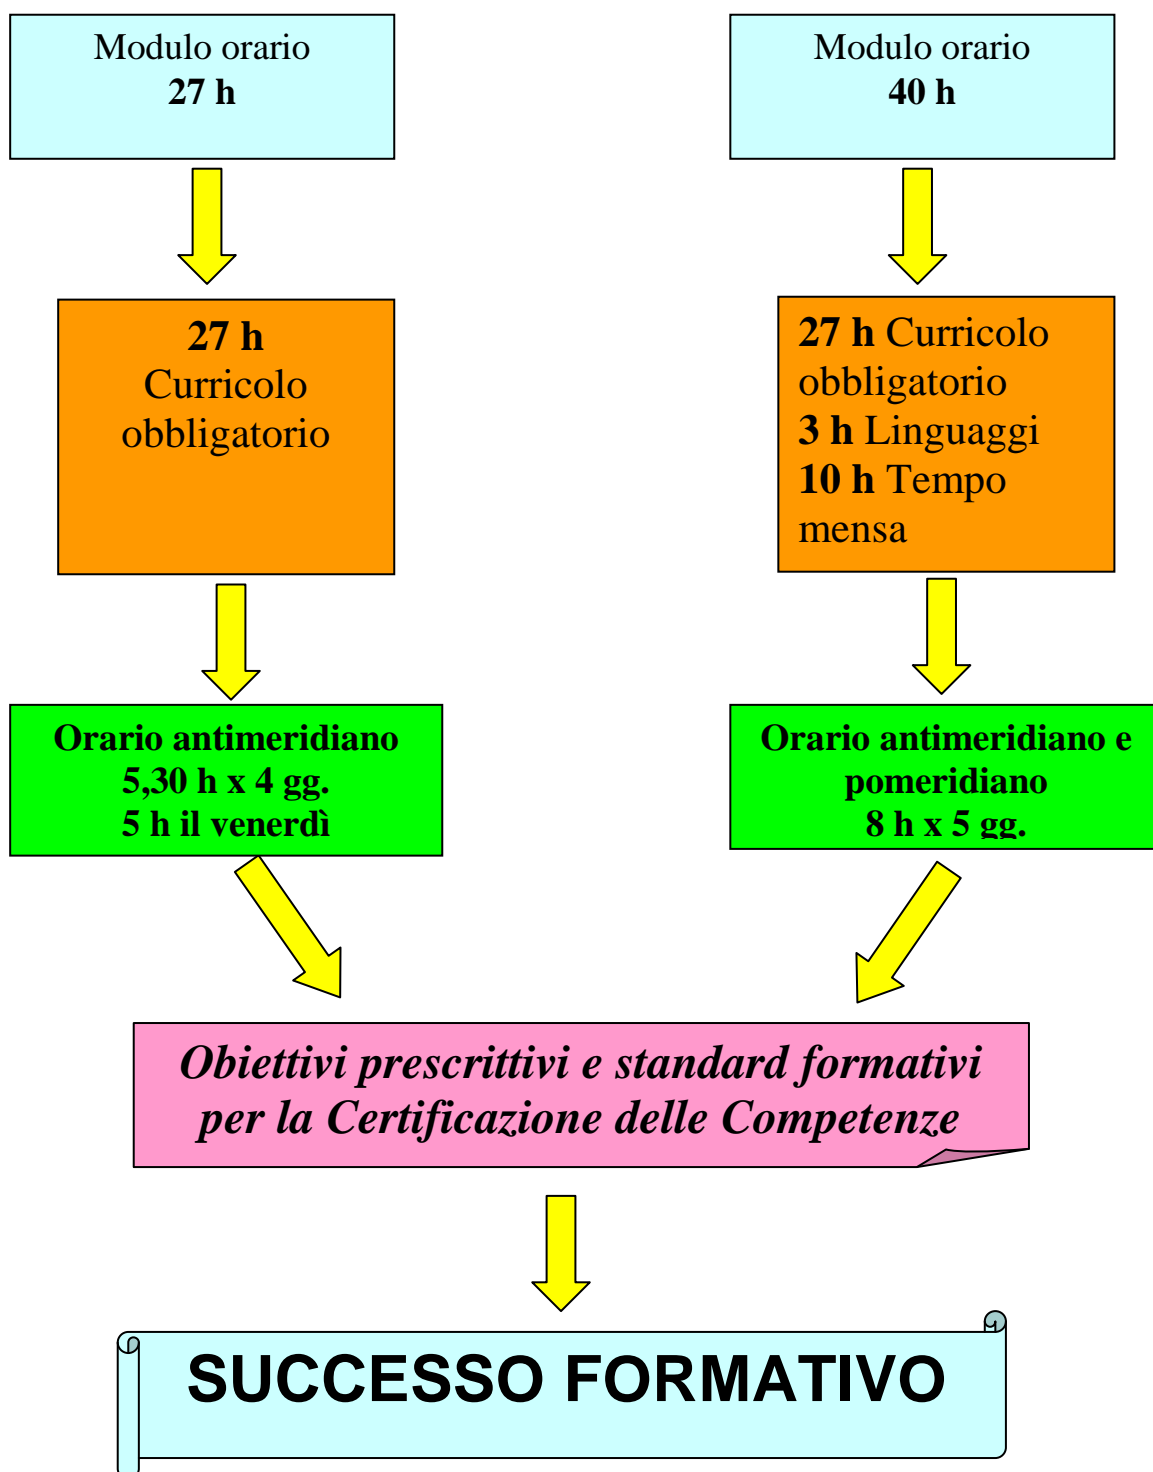 Modulo orario
27 h
Modulo orario
40 h
27 h
Curricolo
obbligatorio
27 h Curricolo
obbligatorio
3 h Linguaggi
10 h Tempo
mensa
Orario antimeridiano
5,30 h x 4 gg.
5 h il venerdì
Orario antimeridiano e
pomeridiano
8 h x 5 gg.
Obiettivi prescrittivi e standard formativi
per la Certificazione delle Competenze
SUCCESSO FORMATIVO